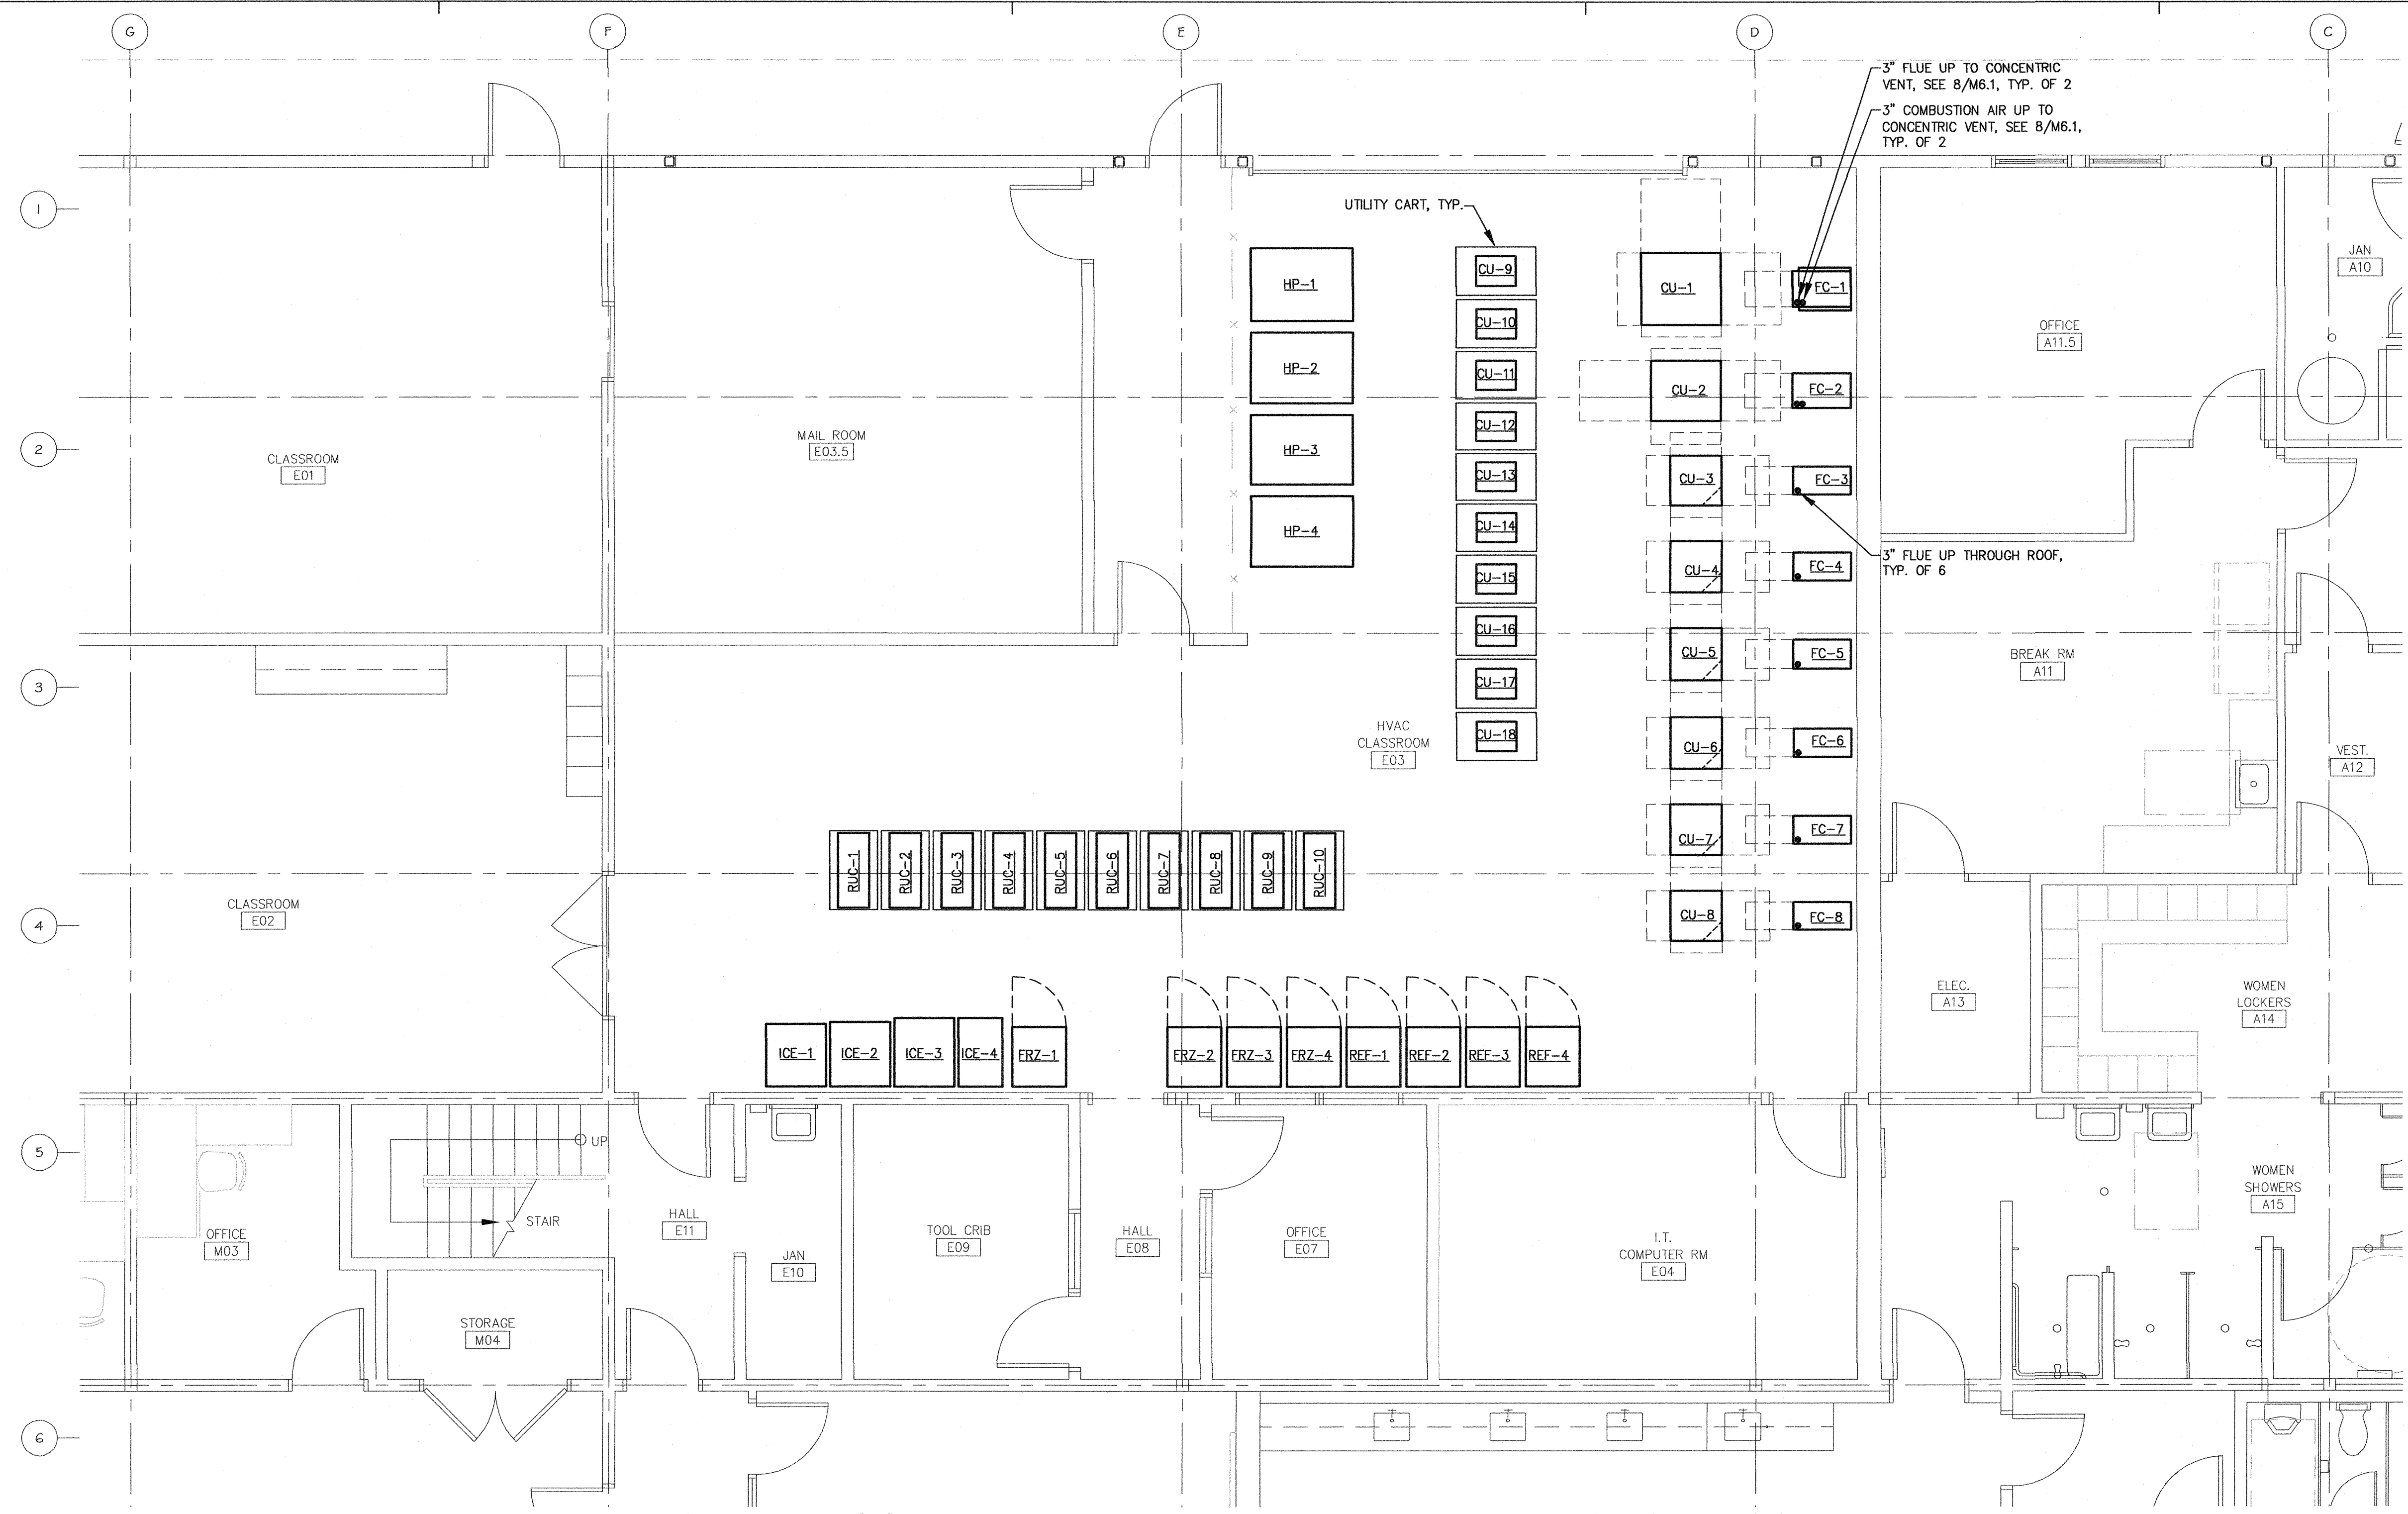 G
F
E
D
C
3" FLUE UP TO CONCENTRIC
VENT, SEE 8/M6.1, TYP. OF 2
3" COMBUSTION AIR UP TO
CONCENTRIC VENT, SEE 8/M6.1,
TYP. OF 2
1
UTILITY CART, TYP.
JAN
A10
HP-1
CU-9
CU-1
FC-1
CU-10
OFFICE
A11.5
HP-2
CU-11
CU-2
FC-2
2
CLASSROOM
E01
MAIL ROOM
E03.5
CU-12
HP-3
CU-13
CU-3
FC-3
HP-4
CU-14
3" FLUE UP THROUGH ROOF,
TYP. OF 6
CU-15
CU-4
FC-4
CU-16
CU-5
FC-5
BREAK RM
A11
3
CU-17
HVAC
CLASSROOM
E03
CU-18
CU-6
FC-6
VEST.
A12
CU-7
FC-7
RUC-1
RUC-2
RUC-3
RUC-4
RUC-5
RUC-6
RUC-7
RUC-8
RUC-9
RUC-10
4
CLASSROOM
E02
CU-8
FC-8
ELEC.
A13
WOMEN
LOCKERS
A14
ICE-1
ICE-2
ICE-3
ICE-4
FRZ-1
FRZ-2
FRZ-3
FRZ-4
REF-1
REF-2
REF-3
REF-4
5
UP
STAIR
OFFICE
M03
HALL
E11
JAN
E10
TOOL CRIB
E09
HALL
E08
OFFICE
E07
I.T.
COMPUTER RM
E04
WOMEN
SHOWERS
A15
STORAGE
M04
6